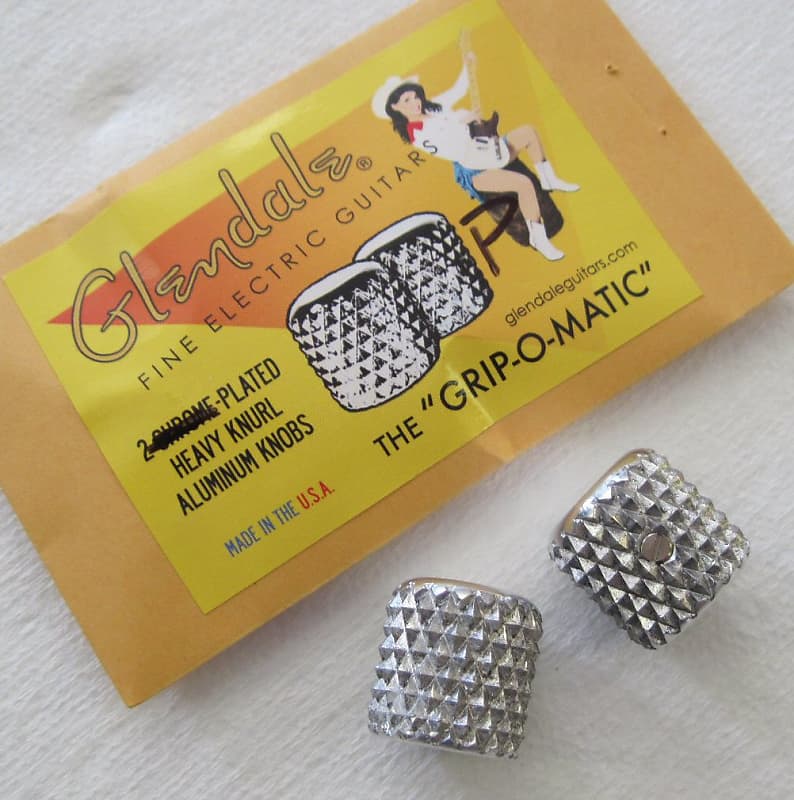 Glendale®
FINE ELECTRIC GUITARS
P
glendaleguitars.com
THE "GRIP-O-MATIC"
2-CHROME-PLATED
HEAVY KNURL
ALUMINUM KNOBS
MADE IN THE U.S.A.